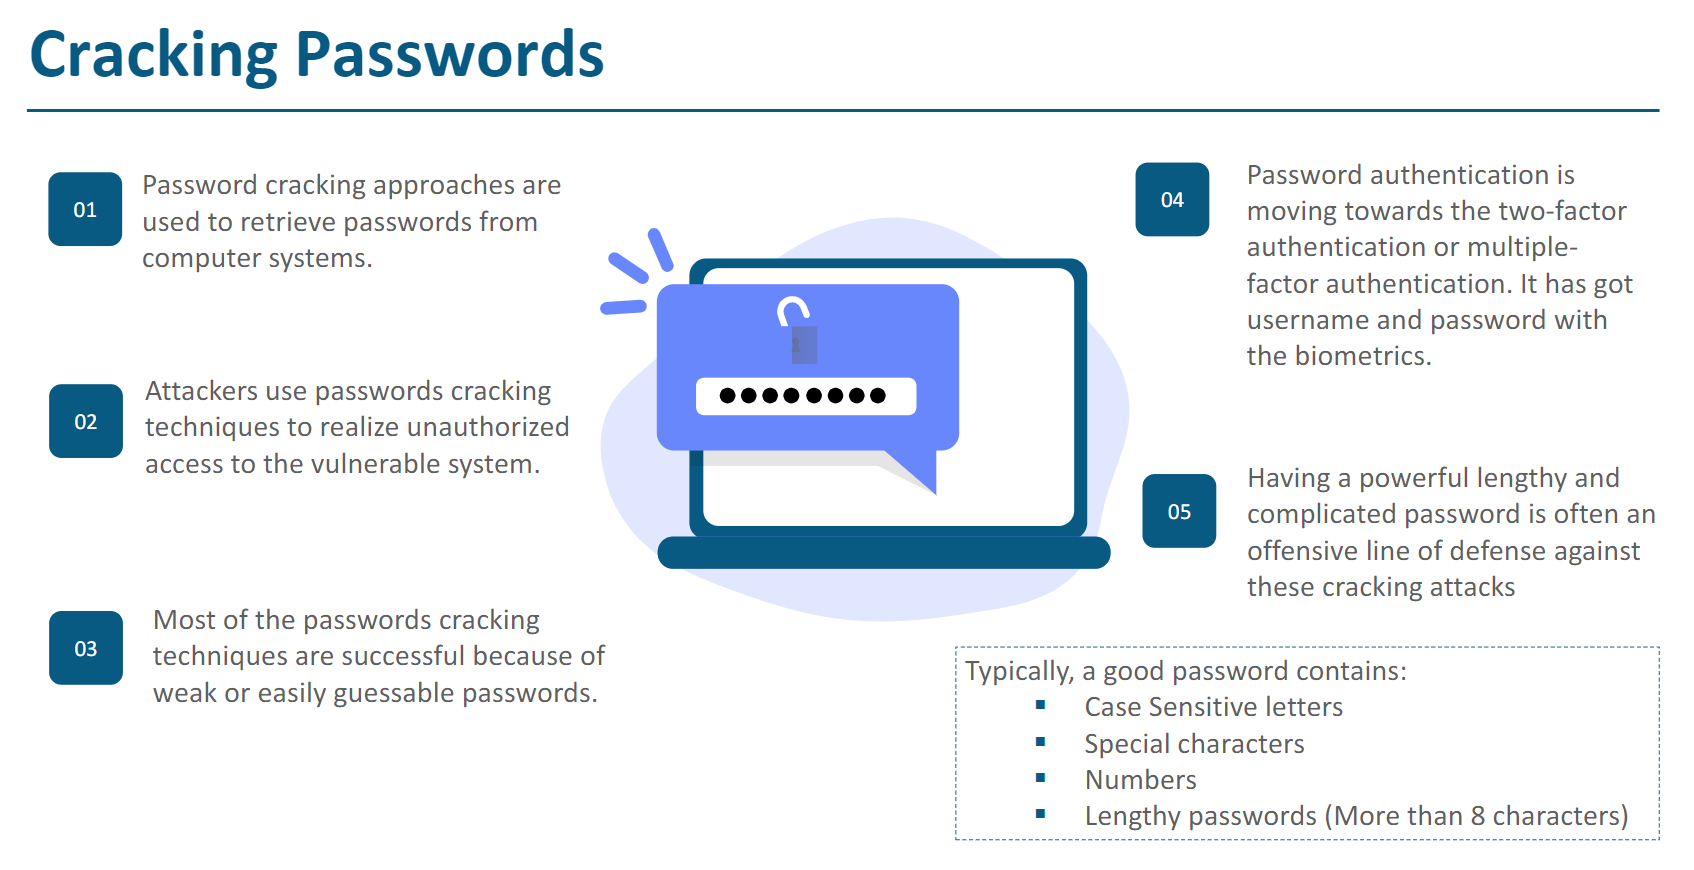 Cracking Passwords
01
Password cracking approaches are
used to retrieve passwords from
computer systems.
02
Attackers use passwords cracking
techniques to realize unauthorized
access to the vulnerable system.
03
Most of the passwords cracking
techniques are successful because of
weak or easily guessable passwords.
04
Password authentication is
moving towards the two-factor
authentication or multiple-
factor authentication. It has got
username and password with
the biometrics.
05
Having a powerful lengthy and
complicated password is often an
offensive line of defense against
these cracking attacks
Typically, a good password contains:
▪ Case Sensitive letters
▪ Special characters
▪ Numbers
▪ Lengthy passwords (More than 8 characters)